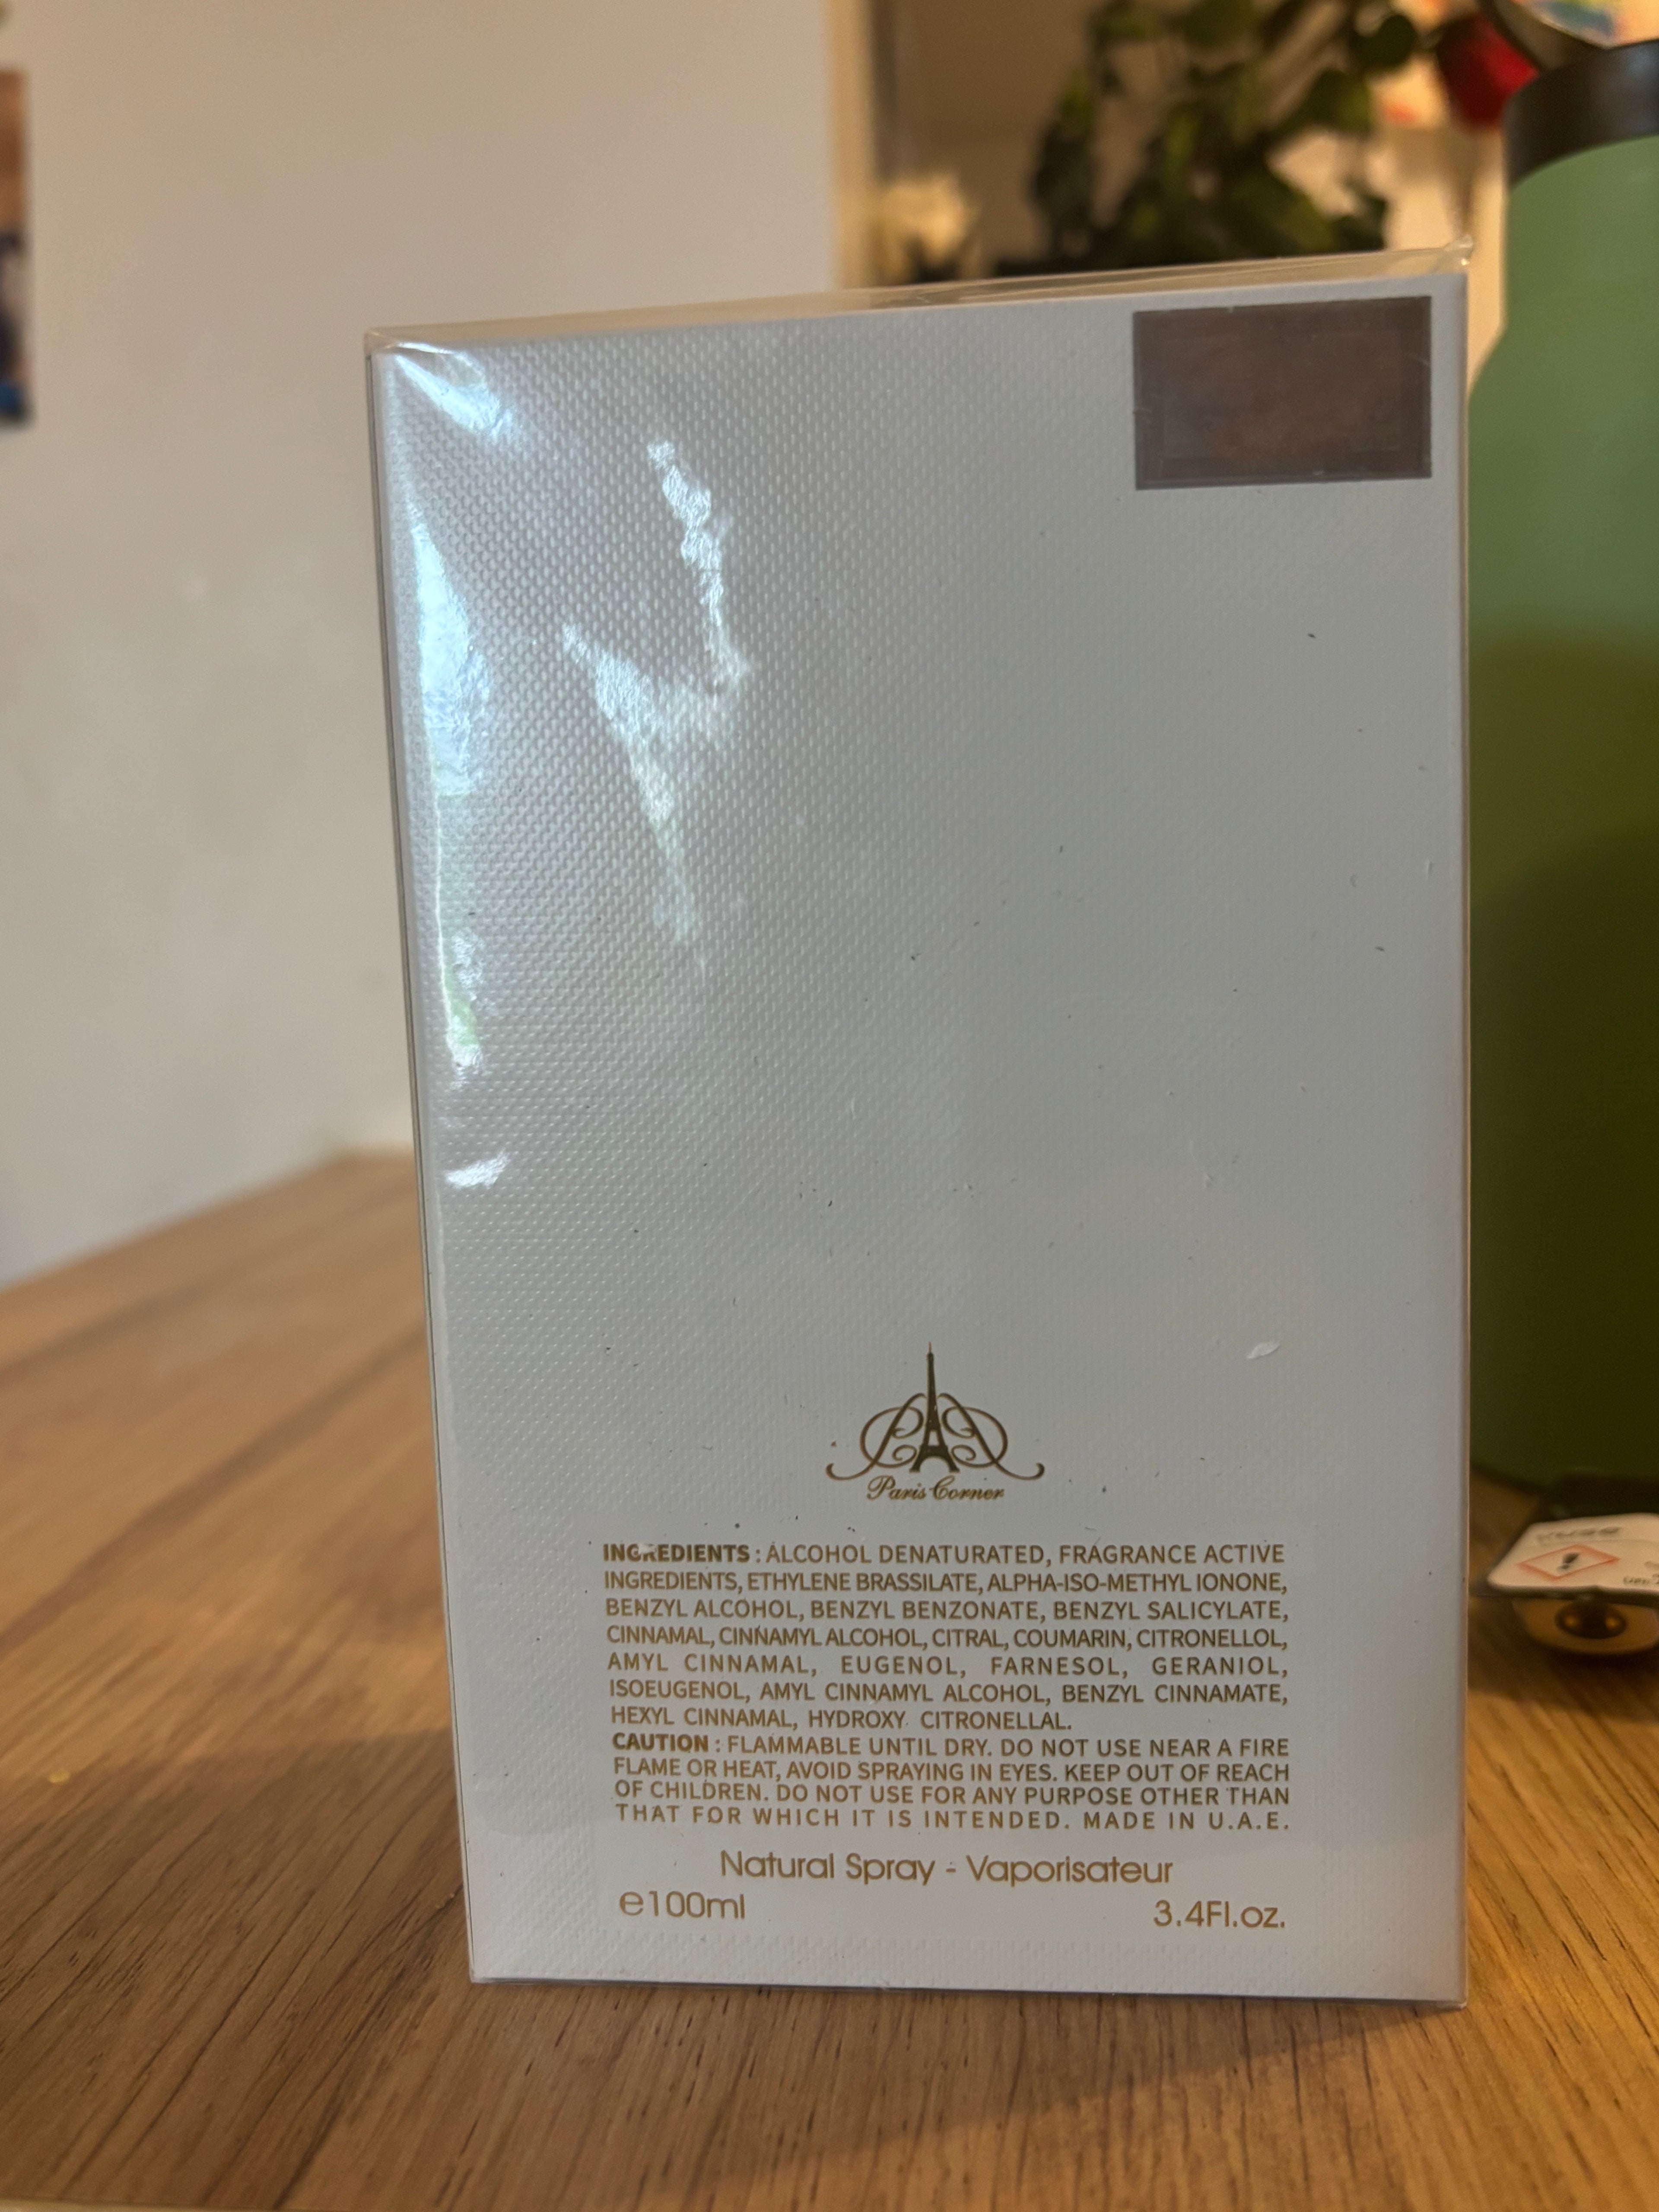 Paris Corner
INGREDIENTS : ALCOHOL DENATURATED, FRAGRANCE ACTIVE
INGREDIENTS, ETHYLENE BRASSILATE, ALPHA-ISO-METHYL IONONE,
BENZYL ALCOHOL, BENZYL BENZONATE, BENZYL SALICYLATE,
CINNAMAL, CINNAMYL ALCOHOL, CITRAL, COUMARIN, CITRONELLOL,
AMYL CINNAMAL, EUGENOL, FARNESOL, GERANIOL,
ISOEUGENOL, AMYL CINNAMYL ALCOHOL, BENZYL CINNAMATE,
HEXYL CINNAMAL, HYDROXY CITRONELLAL.
CAUTION : FLAMMABLE UNTIL DRY. DO NOT USE NEAR A FIRE
FLAME OR HEAT, AVOID SPRAYING IN EYES. KEEP OUT OF REACH
OF CHILDREN. DO NOT USE FOR ANY PURPOSE OTHER THAN
THAT FOR WHICH IT IS INTENDED. MADE IN U.A.E.
Natural Spray - Vaporisateur
℮100ml 3.4Fl.oz.